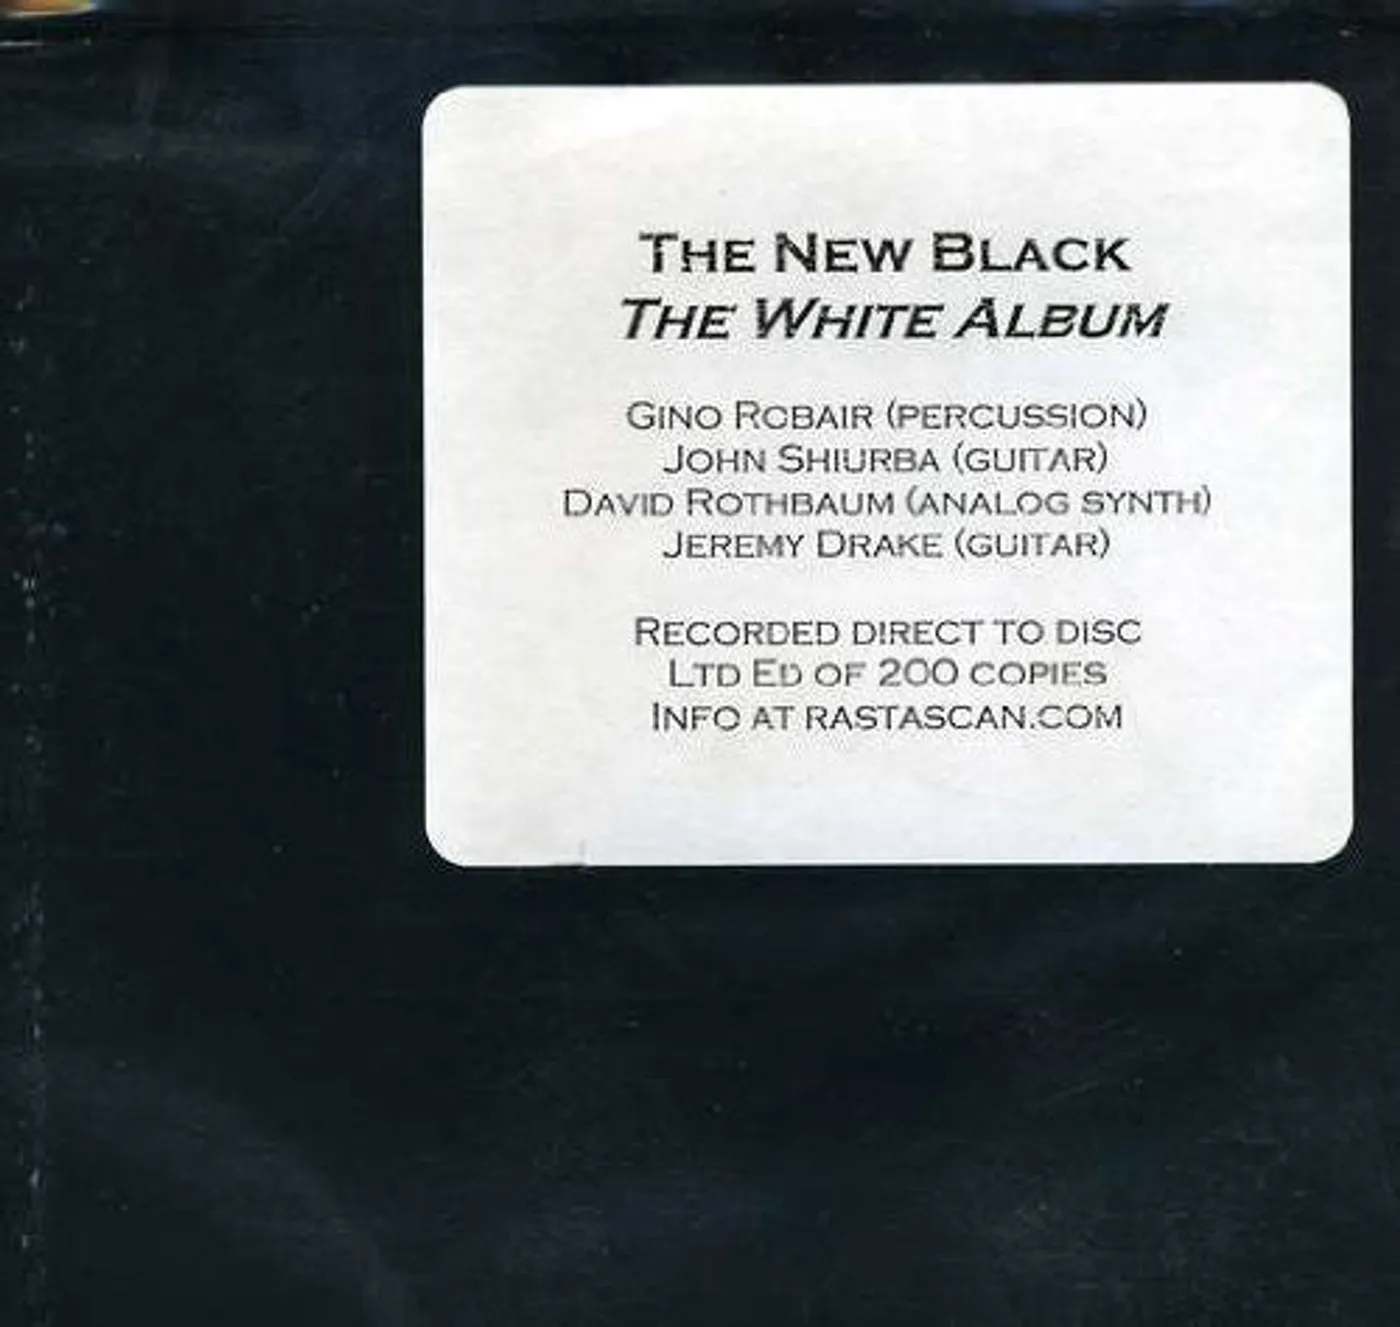 The New Black
The White Album
Gino Robair (percussion)
John Shiurba (guitar)
David Rothbaum (analog synth)
Jeremy Drake (guitar)
Recorded direct to disc
Ltd Ed of 200 copies
Info at rastascan.com